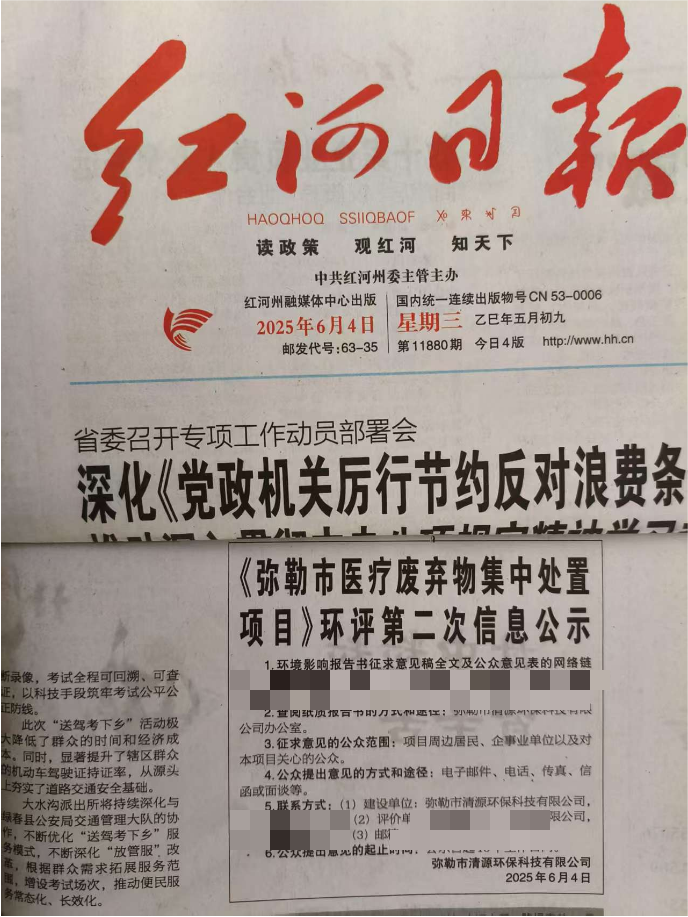 红河日报
HAOQHOQ SSIIQBAOF
读政策 观红河 知天下
中共红河州委主管主办
红河州融媒体中心出版
国内统一连续出版物号CN 53-0006
2025年6月4日
星期三 乙巳年五月初九
邮发代号:63-35
第11880期 今日4版 http://www.hh.cn
省委召开专项工作动员部署会
深化《党政机关厉行节约反对浪费条
断录像，考试全程可回溯、可查
证，以科技手段筑牢考试公平公
正防线。
此次“送驾考下乡”活动极
大降低了群众的时间和经济成
本。同时，显著提升了辖区群众
的机动车驾驶证持证率，从源头
上夯实了道路交通安全基础。
大水沟派出所将持续深化与
绿春县公安局交通管理大队的协
作，不断优化“送驾考下乡”服
务模式，不断深化“放管服”改
革，根据群众需求拓展服务范
围，增设考试场次，推动便民服
务常态化、长效化。
《弥勒市医疗废弃物集中处置
项目》环评第二次信息公示
1.环境影响报告书征求意见稿全文及公众意见表的网络链
2.查阅纸质报告书的方式和途径：弥勒市清源环保科技有限
公司办公室。
3.征求意见的公众范围：项目周边居民、企事业单位以及对
本项目关心的公众。
4.公众提出意见的方式和途径：电子邮件、电话、传真、信
函或面谈等。
5.联系方式：（1）建设单位：弥勒市清源环保科技有限公司，
（2）评价单
限公司，
（3）邮
6.公众提出意见的起止时间：
弥勒市清源环保科技有限公司
2025年6月4日